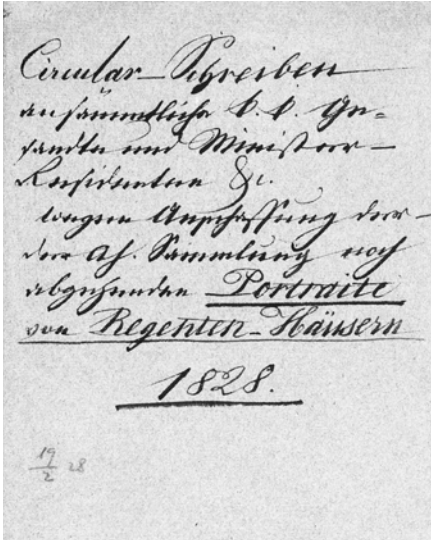 Circular-Schreiben
an sämmtliche k. k. Ge-
sandte und Minister-
Residenten &c.
wegen Anschaffung der-
der Ah. Sammlung noch
abgehenden Portraite
von Regenten-Häusern
1828.
19/2 28